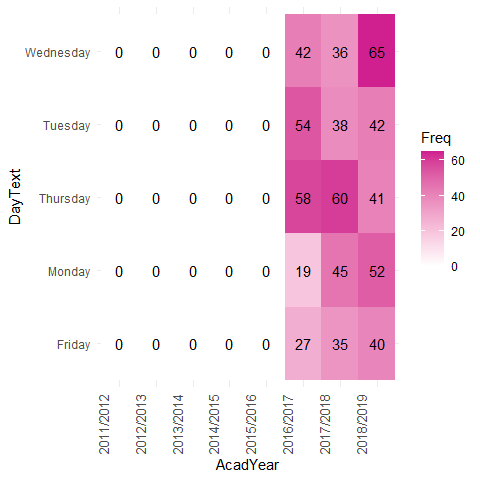 Wednesday 0 0 0 0 0 42 36 65
Tuesday 0 0 0 0 0 54 38 42
Thursday 0 0 0 0 0 58 60 41
Monday 0 0 0 0 0 19 45 52
Friday 0 0 0 0 0 27 35 40
DayText
2011/2012
2012/2013
2013/2014
2014/2015
2015/2016
2016/2017
2017/2018
2018/2019
AcadYear
Freq
60
40
20
0